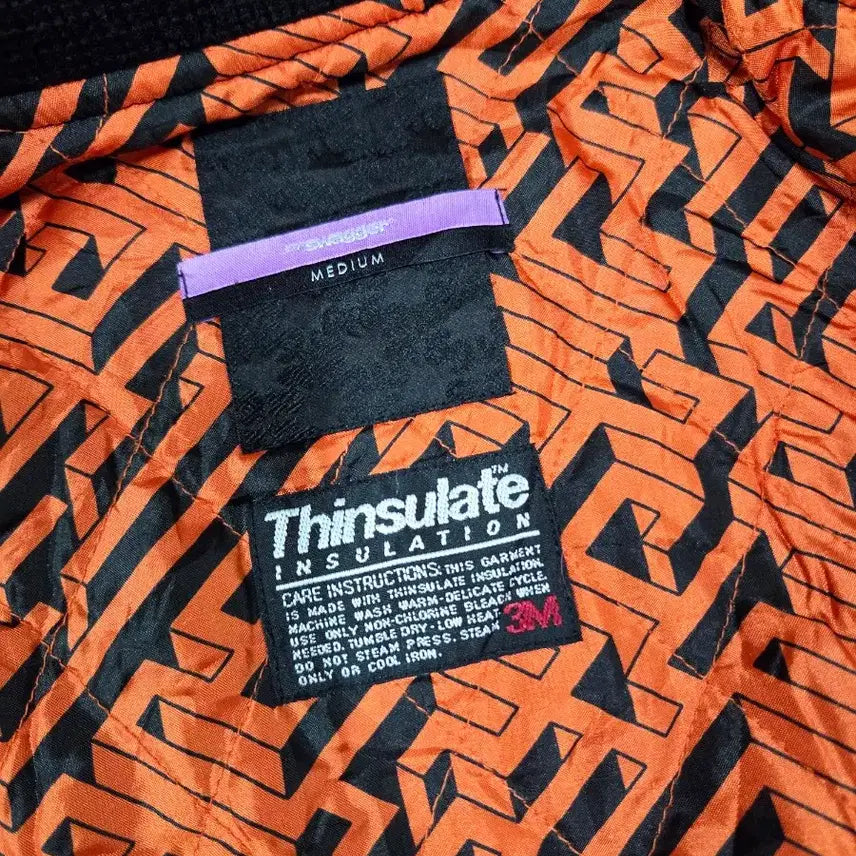 swagger
MEDIUM
Thinsulate™
INSULATION
CARE INSTRUCTIONS: THIS GARMENT
IS MADE WITH THINSULATE INSULATION.
MACHINE WASH WARM-DELICATE CYCLE.
USE ONLY NON-CHLORINE BLEACH WHEN
NEEDED. TUMBLE DRY-LOW HEAT
DO NOT STEAM PRESS. STEAM
ONLY OR COOL IRON.
3M